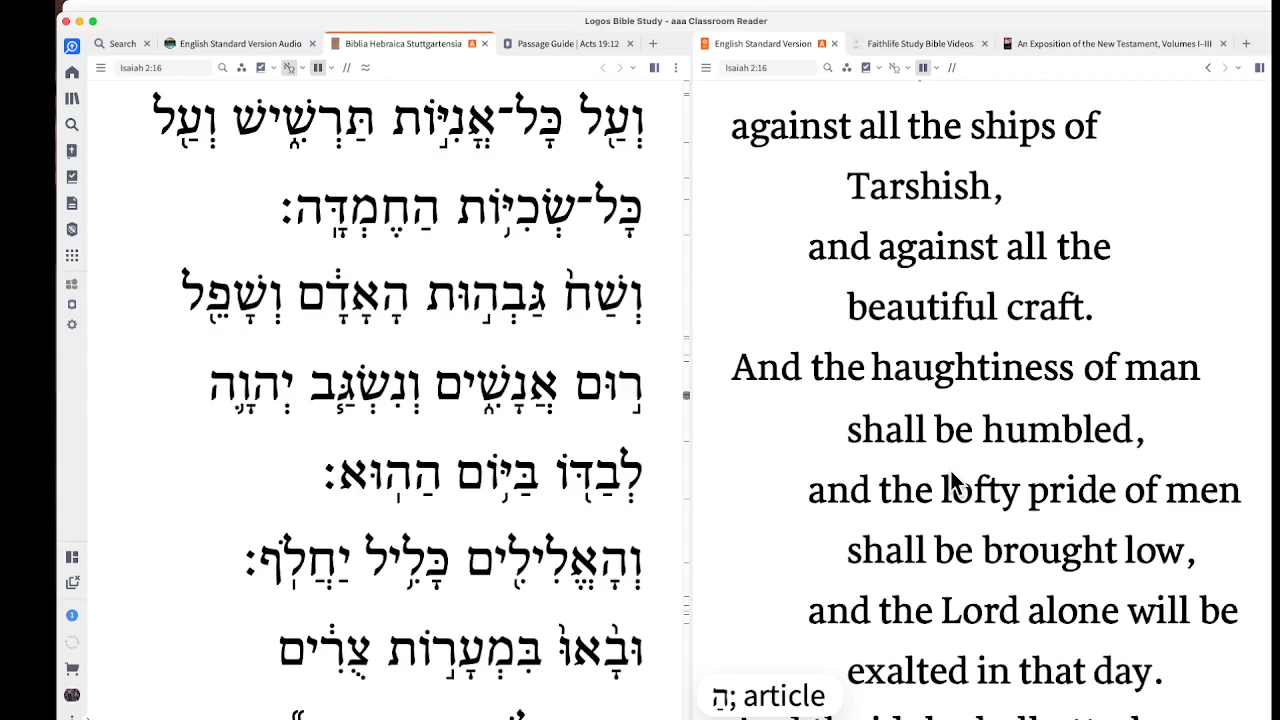 Logos Bible Study - aaa Classroom Reader
Search
English Standard Version Audio
Biblia Hebraica Stuttgartensia A
Passage Guide | Acts 19:12
English Standard Version A
Faithlife Study Bible Videos
An Exposition of the New Testament, Volumes I–III
Isaiah 2:16
Isaiah 2:16
וְעַ֖ל כָּל־אֳנִיּ֣וֹת תַּרְשִׁ֑ישׁ וְעַ֖ל
כָּל־שְׂכִיּ֥וֹת הַחֶמְדָּֽה׃
וְשַׁח֙ גַּבְה֣וּת הָאָדָ֔ם וְשָׁפֵ֖ל
ר֣וּם אֲנָשִׁ֑ים וְנִשְׂגַּ֧ב יְהוָ֛ה
לְבַדּ֖וֹ בַּיּ֥וֹם הַהֽוּא׃
וְהָאֱלִילִ֖ים כָּלִ֥יל יַחֲלֹֽף׃
וּבָ֙אוּ֙ בִּמְעָר֣וֹת צֻרִ֔ים
against all the ships of
Tarshish,
and against all the
beautiful craft.
And the haughtiness of man
shall be humbled,
and the lofty pride of men
shall be brought low,
and the Lord alone will be
exalted in that day.
הַ; article